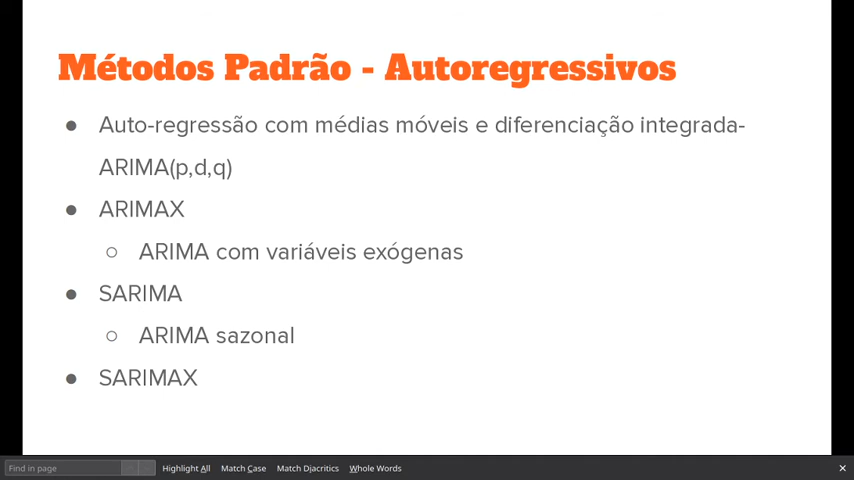 Métodos Padrão - Autoregressivos
● Auto-regressão com médias móveis e diferenciação integrada-
ARIMA(p,d,q)
● ARIMAX
○ ARIMA com variáveis exógenas
● SARIMA
○ ARIMA sazonal
● SARIMAX
Find in page Highlight All Match Case Match Diacritics Whole Words